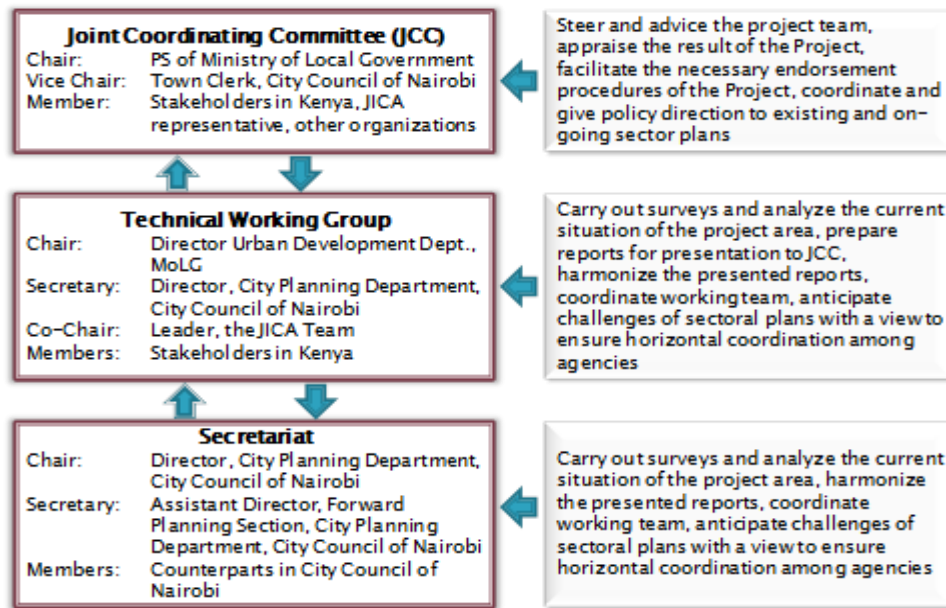 Joint Coordinating Committee (JCC)
Chair: PS of Ministry of Local Government
Vice Chair: Town Clerk, City Council of Nairobi
Member: Stakeholders in Kenya, JICA
representative, other organizations
Steer and advice the project team,
appraise the result of the Project,
facilitate the necessary endorsement
procedures of the Project, coordinate and
give policy direction to existing and on-
going sector plans
Technical Working Group
Chair: Director Urban Development Dept.,
MoLG
Secretary: Director, City Planning Department,
City Council of Nairobi
Co-Chair: Leader, the JICA Team
Members: Stakeholders in Kenya
Carry out surveys and analyze the current
situation of the project area, prepare
reports for presentation to JCC,
harmonize the presented reports,
coordinate working team, anticipate
challenges of sectoral plans with a view to
ensure horizontal coordination among
agencies
Secretariat
Chair: Director, City Planning Department,
City Council of Nairobi
Secretary: Assistant Director, Forward
Planning Section, City Planning
Department, City Council of Nairobi
Members: Counterparts in City Council of
Nairobi
Carry out surveys and analyze the current
situation of the project area, harmonize
the presented reports, coordinate
working team, anticipate challenges of
sectoral plans with a view to ensure
horizontal coordination among agencies